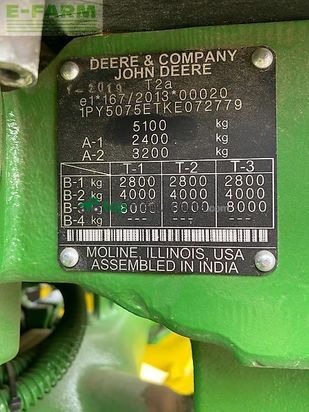 E-FARM
DEERE & COMPANY
JOHN DEERE
-2019 T2a
e1*167/2013*00020
1PY5075ETKE072779
5100 kg
A-1 2400 kg
A-2 3200 kg
T-1 T-2 T-3
B-1 2800 2800 2800
B-2 4000 4000 4000
B-3 8000 3000 8000
B-4 - - -
kg kg kg
MOLINE, ILLINOIS, USA
ASSEMBLED IN INDIA